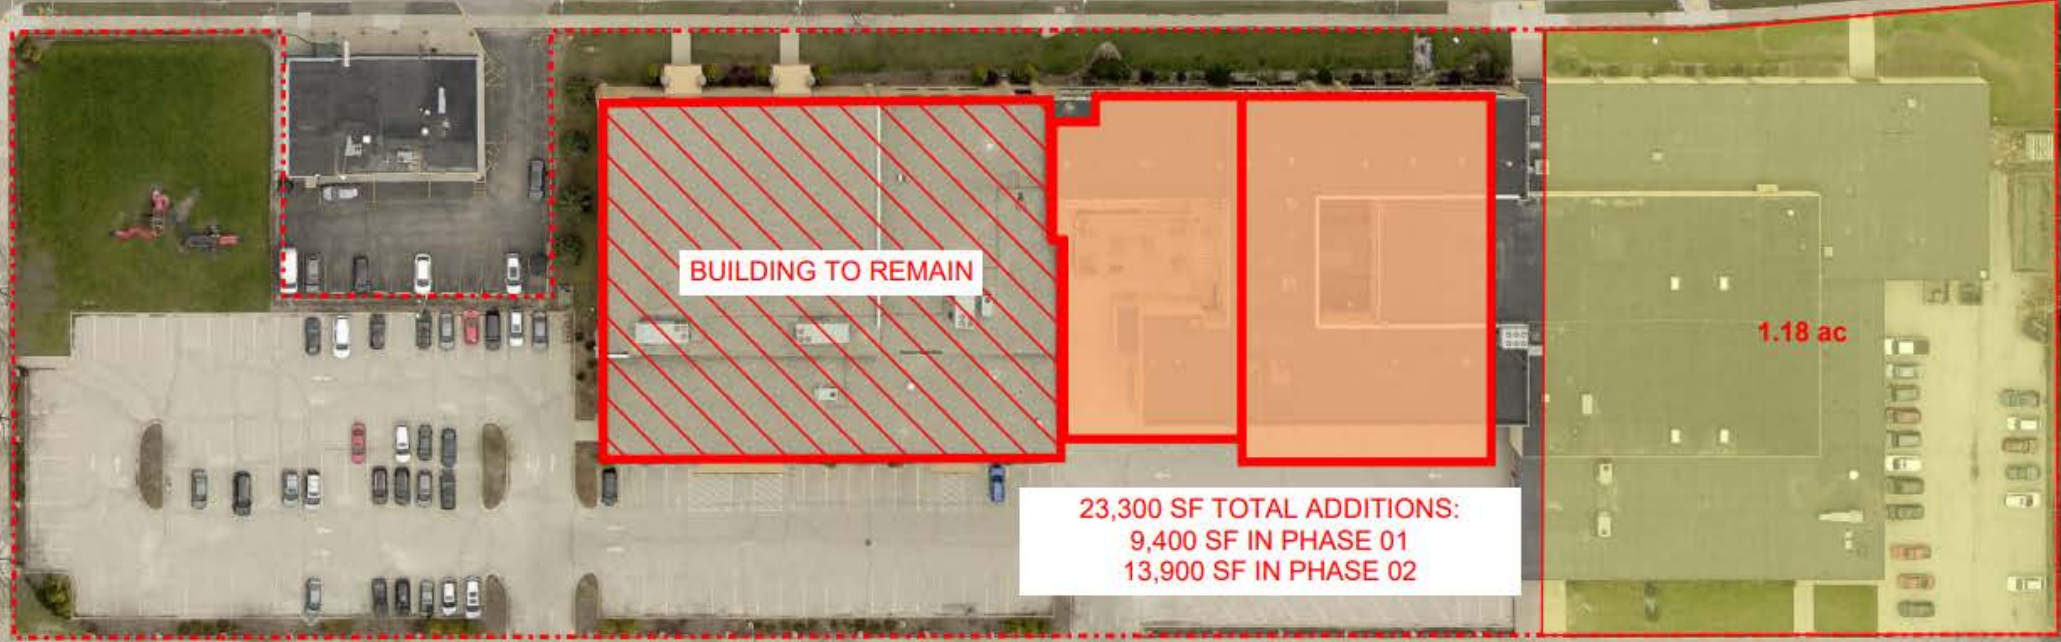 BUILDING TO REMAIN
1.18 ac
23,300 SF TOTAL ADDITIONS:
9,400 SF IN PHASE 01
13,900 SF IN PHASE 02